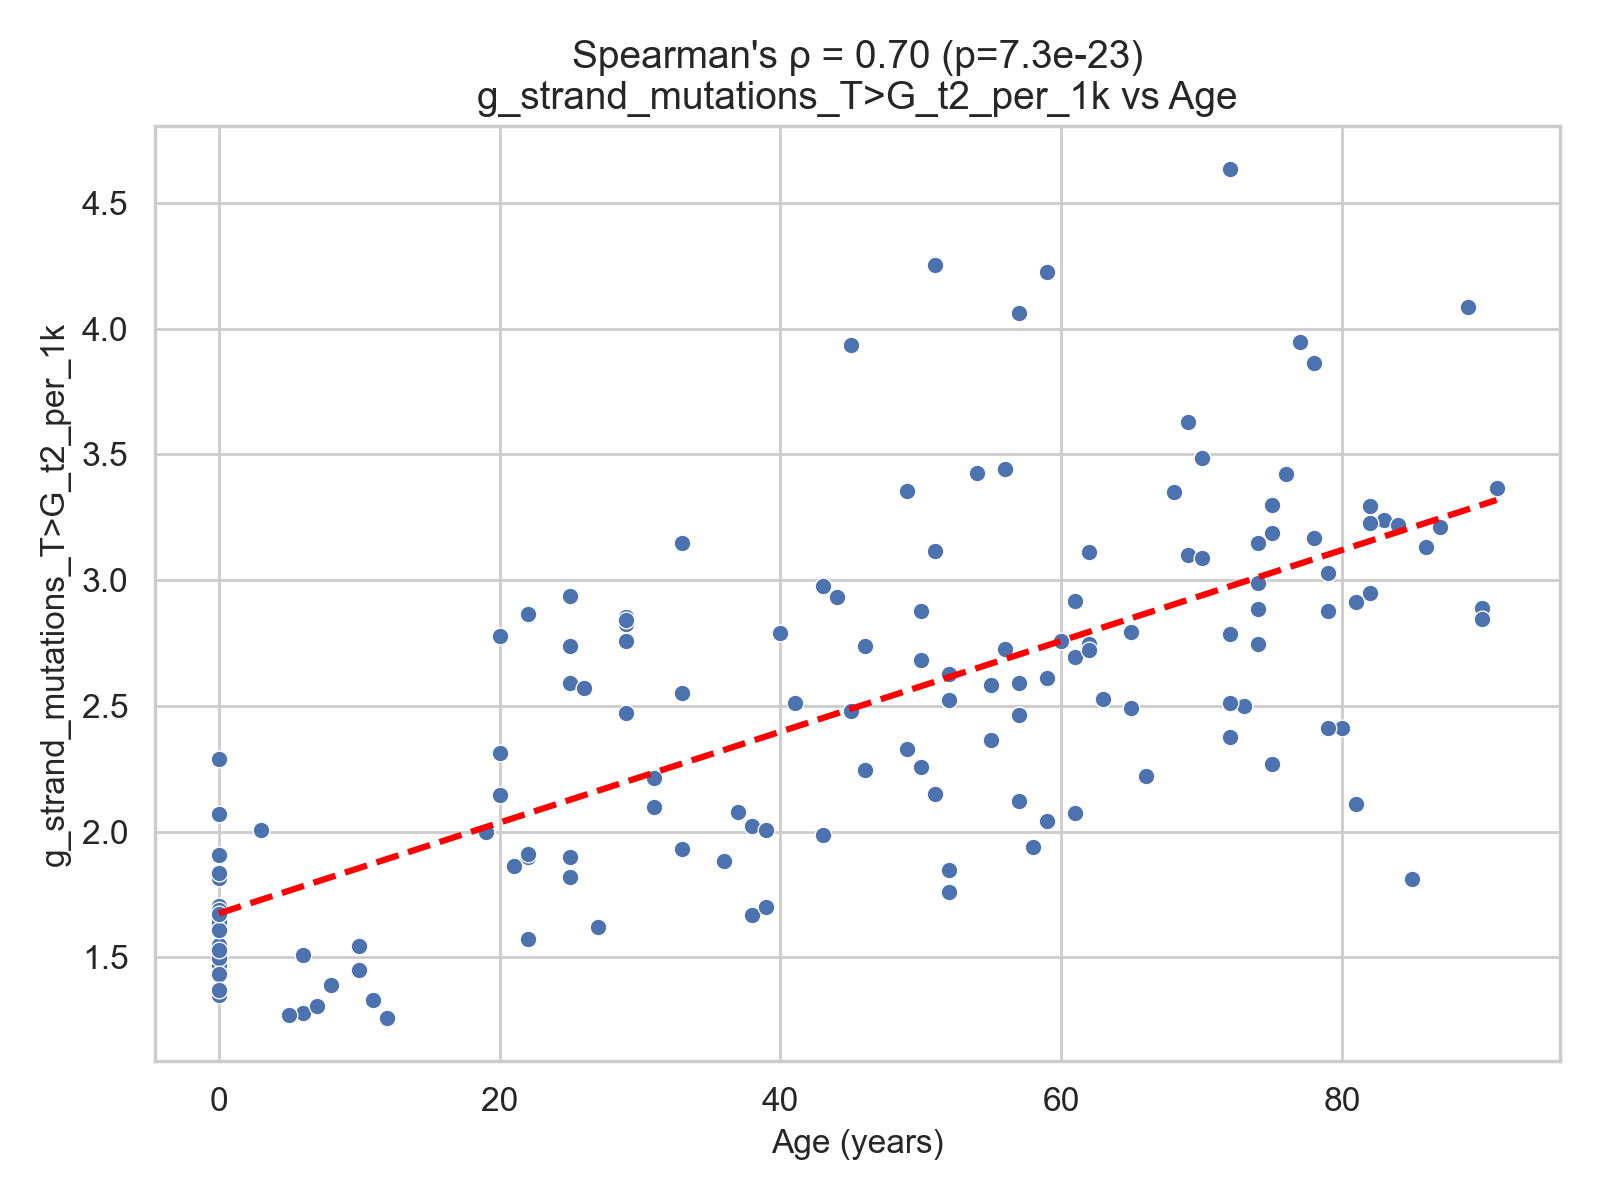 Spearman's ρ = 0.70 (p=7.3e-23)
g_strand_mutations_T>G_t2_per_1k vs Age
g_strand_mutations_T>G_t2_per_1k
4.5
4.0
3.5
3.0
2.5
2.0
1.5
0 20 40 60 80
Age (years)